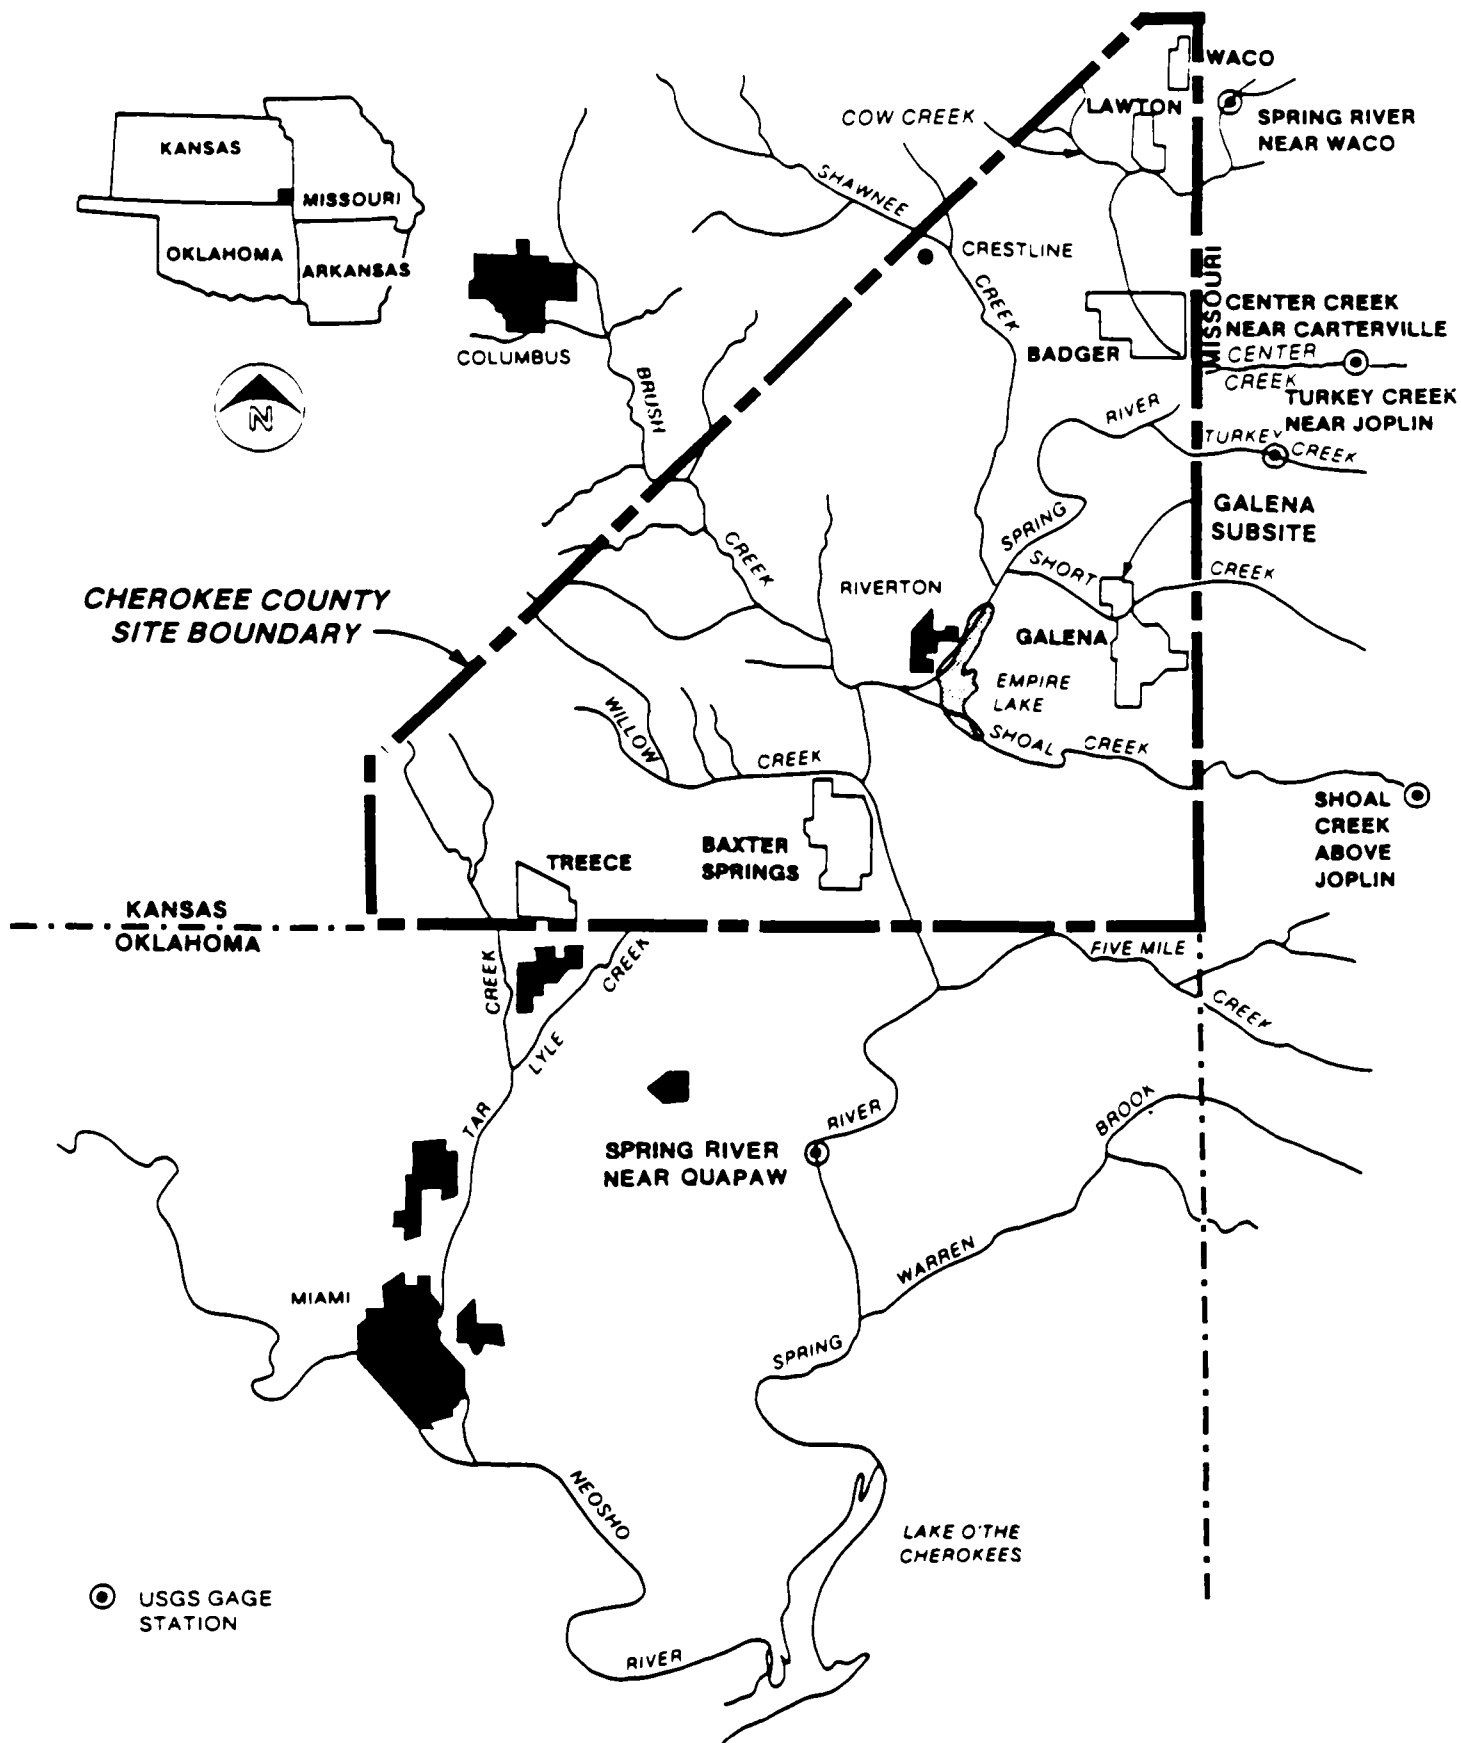 WACO
LAWTON
COW CREEK
SPRING RIVER
NEAR WACO
KANSAS
MISSOURI
OKLAHOMA
ARKANSAS
SHAWNEE
CREEK
CRESTLINE
MISSOURI
CENTER CREEK
NEAR CARTERVILLE
CENTER
CREEK
COLUMBUS
BADGER
N
BRUSH
CREEK
RIVER
TURKEY CREEK
NEAR JOPLIN
TURKEY
CREEK
GALENA
SUBSITE
SPRING
SHORT
CREEK
RIVERTON
CHEROKEE COUNTY
SITE BOUNDARY
GALENA
EMPIRE
LAKE
WILLOW
CREEK
SHOAL
CREEK
SHOAL
CREEK
ABOVE
JOPLIN
BAXTER
SPRINGS
TREECE
KANSAS
OKLAHOMA
FIVE MILE
CREEK
CREEK
CREEK
LYLE
TAR
RIVER
BROOK
SPRING RIVER
NEAR QUAPAW
WARREN
MIAMI
SPRING
NEOSHO
LAKE O'THE
CHEROKEES
USGS GAGE
STATION
RIVER